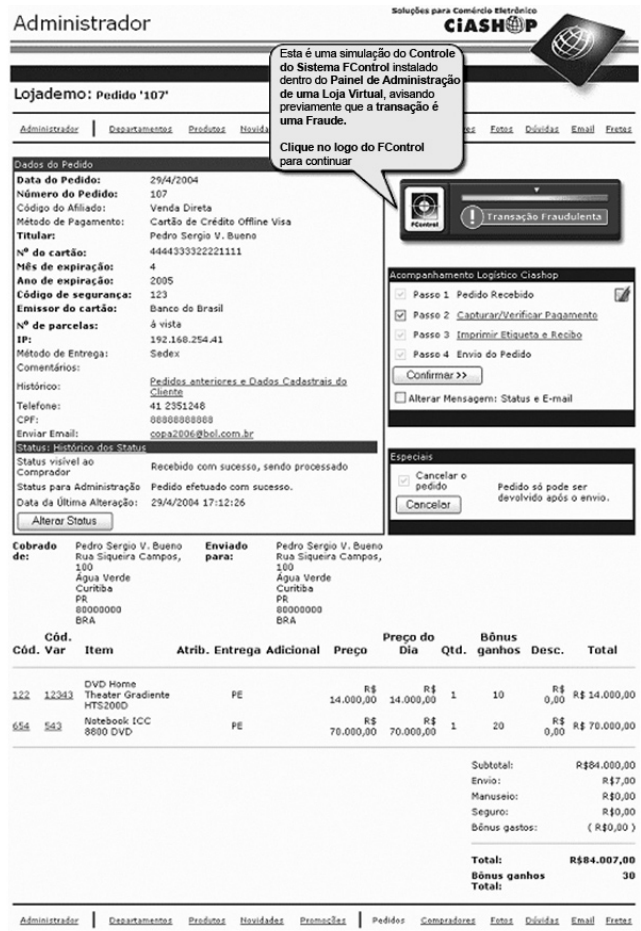 Administrador
Soluções para Comércio Eletrônico
CiASHOP
Lojademo: Pedido '107'
Esta é uma simulação do Controle
do Sistema FControl instalado
dentro do Painel de Administração
de uma Loja Virtual, avisando
previamente que a transação é
uma Fraude.
Clique no logo do FControl
para continuar
Administrador | Departamentos Produtos Novida es Fotos Dúvidas Email Fretes
Dados do Pedido
Data do Pedido: 29/4/2004
Número do Pedido: 107
Código do Afiliado: Venda Direta
Método de Pagamento: Cartão de Crédito Offline Visa
Titular: Pedro Sergio V. Bueno
Nº do cartão: 4444333322221111
Mês de expiração: 4
Ano de expiração: 2005
Código de segurança: 123
Emissor do cartão: Banco do Brasil
Nº de parcelas: á vista
IP: 192.168.254.41
Método de Entrega: Sedex
Comentários:
Histórico: Pedidos anteriores e Dados Cadastrais do
Cliente
Telefone: 41 2351248
CPF: 88888888888
Enviar Email: copa2006@bol.com.br
Status: Histórico dos Status
Status visível ao
Comprador Recebido com sucesso, sendo processado
Status para Administração Pedido efetuado com sucesso.
Data da Última Alteração: 29/4/2004 17:12:26
Alterar Status
FControl
Transação Fraudulenta
Acompanhamento Logístico Ciashop
Passo 1 Pedido Recebido
Passo 2 Capturar/Verificar Pagamento
Passo 3 Imprimir Etiqueta e Recibo
Passo 4 Envio do Pedido
Confirmar >>
Alterar Mensagem: Status e E-mail
Especiais
Cancelar o
pedido
Pedido só pode ser
devolvido após o envio.
Cancelar
Cobrado
de:
Pedro Sergio V. Bueno
Rua Siqueira Campos,
100
Água Verde
Curitiba
PR
80000000
BRA
Enviado
para:
Pedro Sergio V. Bueno
Rua Siqueira Campos,
100
Água Verde
Curitiba
PR
80000000
BRA
Cód. Cód. Var Item Atrib. Entrega Adicional Preço Preço do Dia Qtd. Bônus ganhos Desc. Total
122 12343 DVD Home Theater Gradiente HTS200D PE R$ 14.000,00 R$ 14.000,00 1 10 R$ 0,00 R$ 14.000,00
654 543 Notebook ICC 8800 DVD PE R$ 70.000,00 R$ 70.000,00 1 20 R$ 0,00 R$ 70.000,00
Subtotal: R$84.000,00
Envio: R$7,00
Manuseio: R$0,00
Seguro: R$0,00
Bônus gastos: ( R$0,00 )
Total: R$84.007,00
Bônus ganhos
Total: 30
Administrador | Departamentos Produtos Novidades Promoções | Pedidos Compradores Fotos Dúvidas Email Fretes